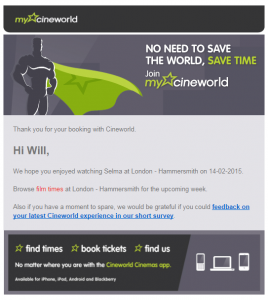 my cineworld
NO NEED TO SAVE
THE WORLD, SAVE TIME
Join
my cineworld
Thank you for your booking with Cineworld.
Hi Will,
We hope you enjoyed watching Selma at London - Hammersmith on 14-02-2015.
Browse film times at London - Hammersmith for the upcoming week.
Also if you have a moment to spare, we would be grateful if you could feedback on
your latest Cineworld experience in our short survey.
find times book tickets find us
No matter where you are with the Cineworld Cinemas app.
Available for iPhone, iPad, Android and Blackberry